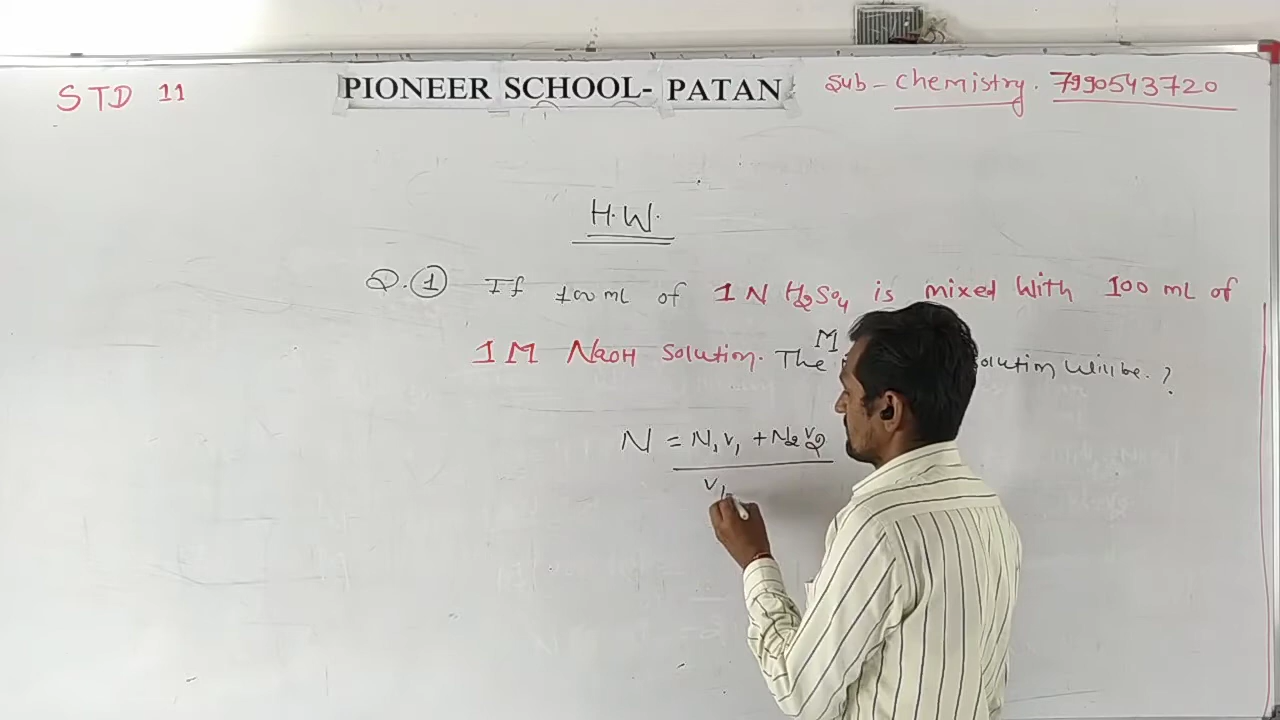 STD 11
PIONEER SCHOOL- PATAN
Sub - Chemistry. 7990543720
H.W.
Q. 1 If 100 mL of 1 N H2SO4 is mixed with 100 mL of
1M NaOH solution. The M solution will be. ?
N = N1V1 + N2V2
V1